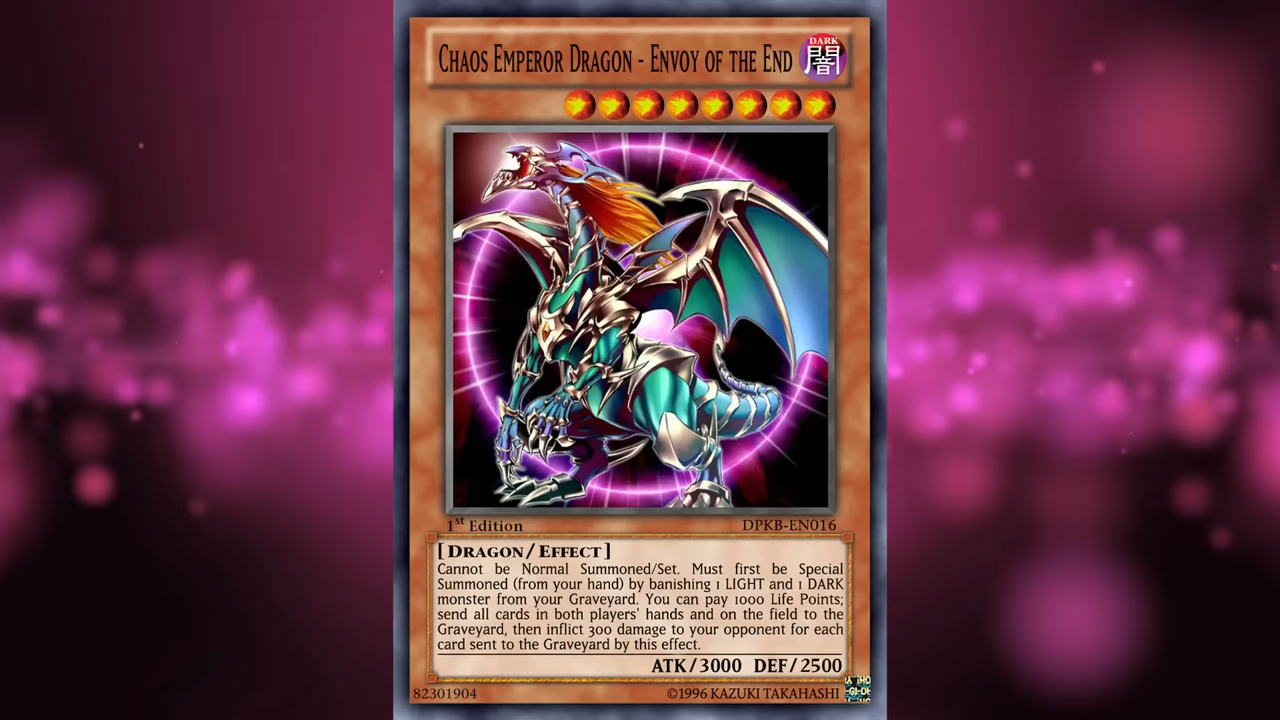 Chaos Emperor Dragon - Envoy of the End
DARK
闇
1st Edition
DPKB-EN016
[ Dragon/Effect ]
Cannot be Normal Summoned/Set. Must first be Special
Summoned (from your hand) by banishing 1 LIGHT and 1 DARK
monster from your Graveyard. You can pay 1000 Life Points;
send all cards in both players' hands and on the field to the
Graveyard, then inflict 300 damage to your opponent for each
card sent to the Graveyard by this effect.
ATK/3000 DEF/2500
82301904
©1996 KAZUKI TAKAHASHI